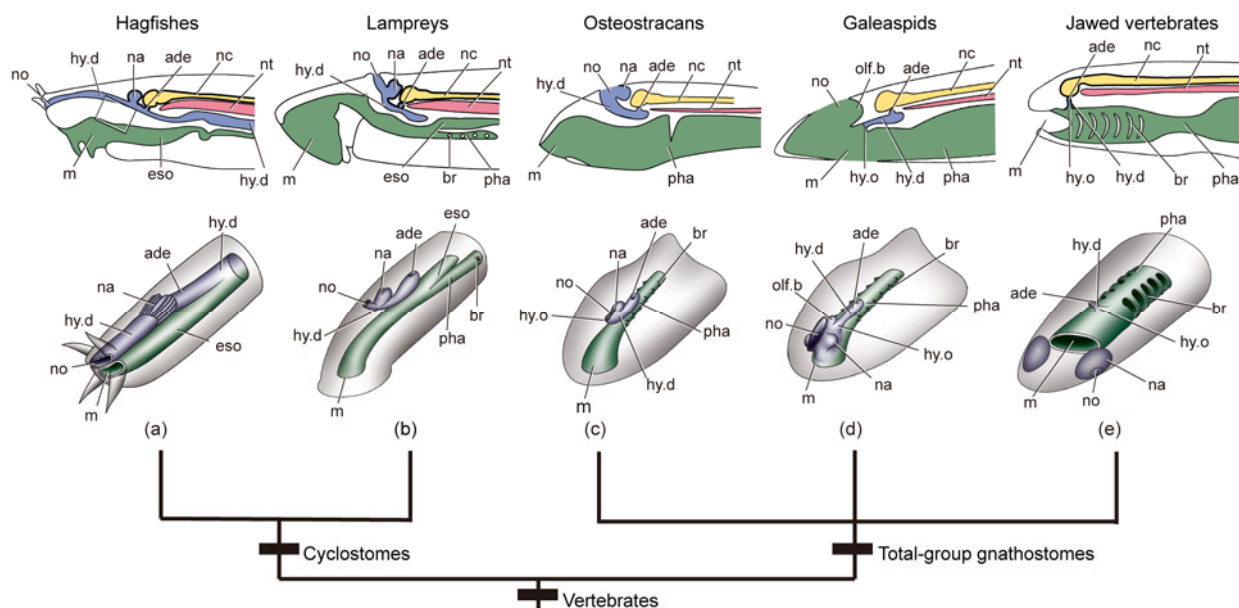 Hagfishes
Lampreys
Osteostracans
Galeaspids
Jawed vertebrates
no
hy.d
na
ade
nc
nt
m
eso
hy.d
hy.d
no
na
ade
nc
nt
m
eso
br
pha
hy.d
no
na
ade
nc
nt
m
pha
no
olf.b
ade
nc
nt
m
hy.o
hy.d
pha
ade
nc
nt
m
hy.o
hy.d
br
pha
hy.d
ade
na
hy.d
no
m
eso
eso
ade
na
no
hy.d
m
pha
br
ade
na
no
hy.o
m
br
pha
hy.d
ade
hy.d
olf.b
no
m
br
pha
hy.o
na
pha
hy.d
ade
br
hy.o
m
na
no
(a)
(b)
(c)
(d)
(e)
Cyclostomes
Total-group gnathostomes
Vertebrates